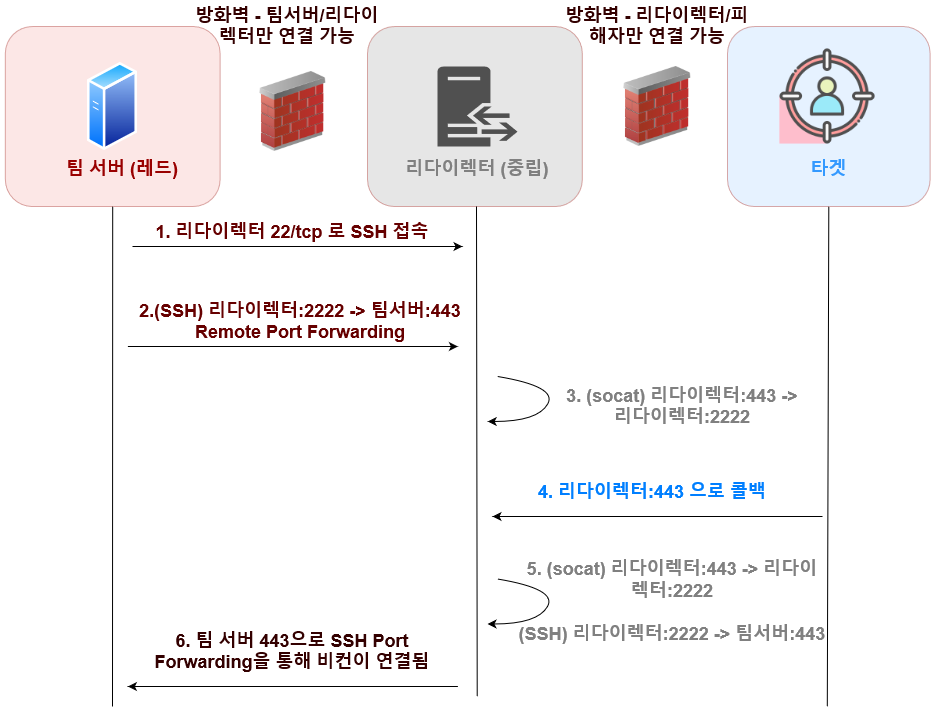 방화벽 - 팀서버/리다이
렉터만 연결 가능
방화벽 - 리다이렉터/피
해자만 연결 가능
팀 서버 (레드)
리다이렉터 (중립)
타겟
1. 리다이렉터 22/tcp 로 SSH 접속
2.(SSH) 리다이렉터:2222 -> 팀서버:443
Remote Port Forwarding
3. (socat) 리다이렉터:443 ->
리다이렉터:2222
4. 리다이렉터:443 으로 콜백
5. (socat) 리다이렉터:443 -> 리다이
렉터:2222
(SSH) 리다이렉터:2222 -> 팀서버:443
6. 팀 서버 443으로 SSH Port
Forwarding을 통해 비컨이 연결됨